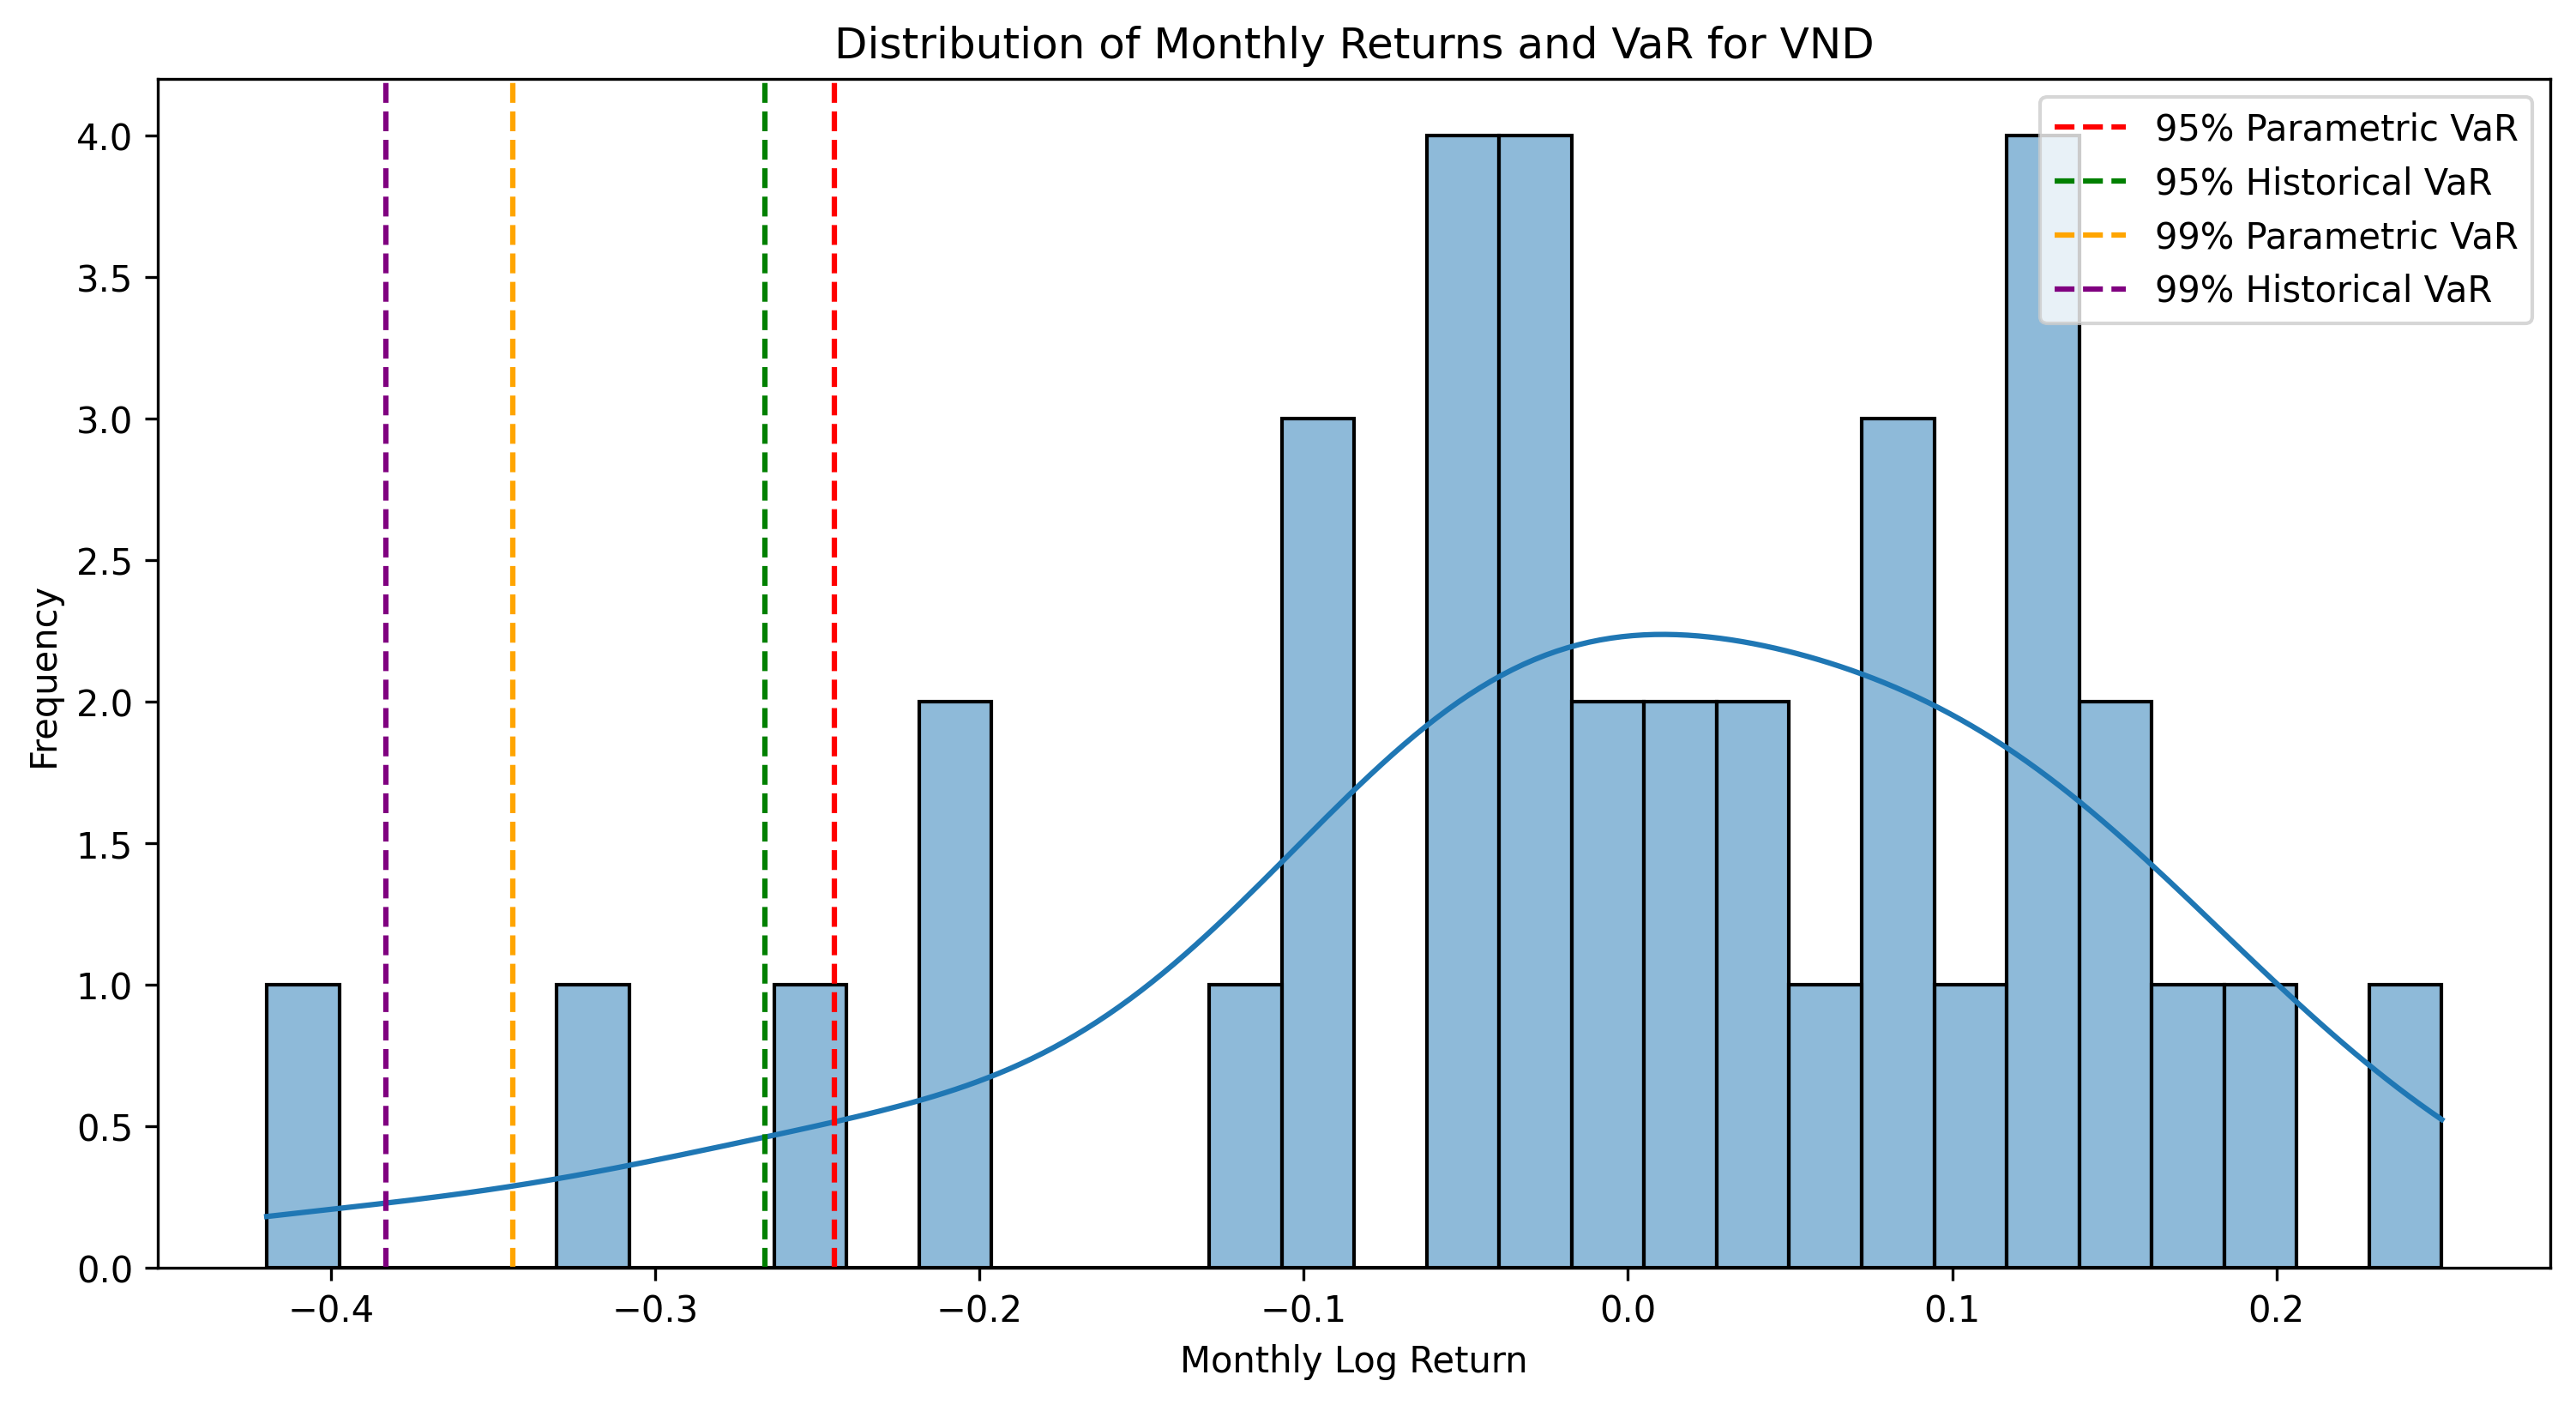 Distribution of Monthly Returns and VaR for VND
95% Parametric VaR
95% Historical VaR
99% Parametric VaR
99% Historical VaR
Frequency
4.0
3.5
3.0
2.5
2.0
1.5
1.0
0.5
0.0
−0.4 −0.3 −0.2 −0.1 0.0 0.1 0.2
Monthly Log Return